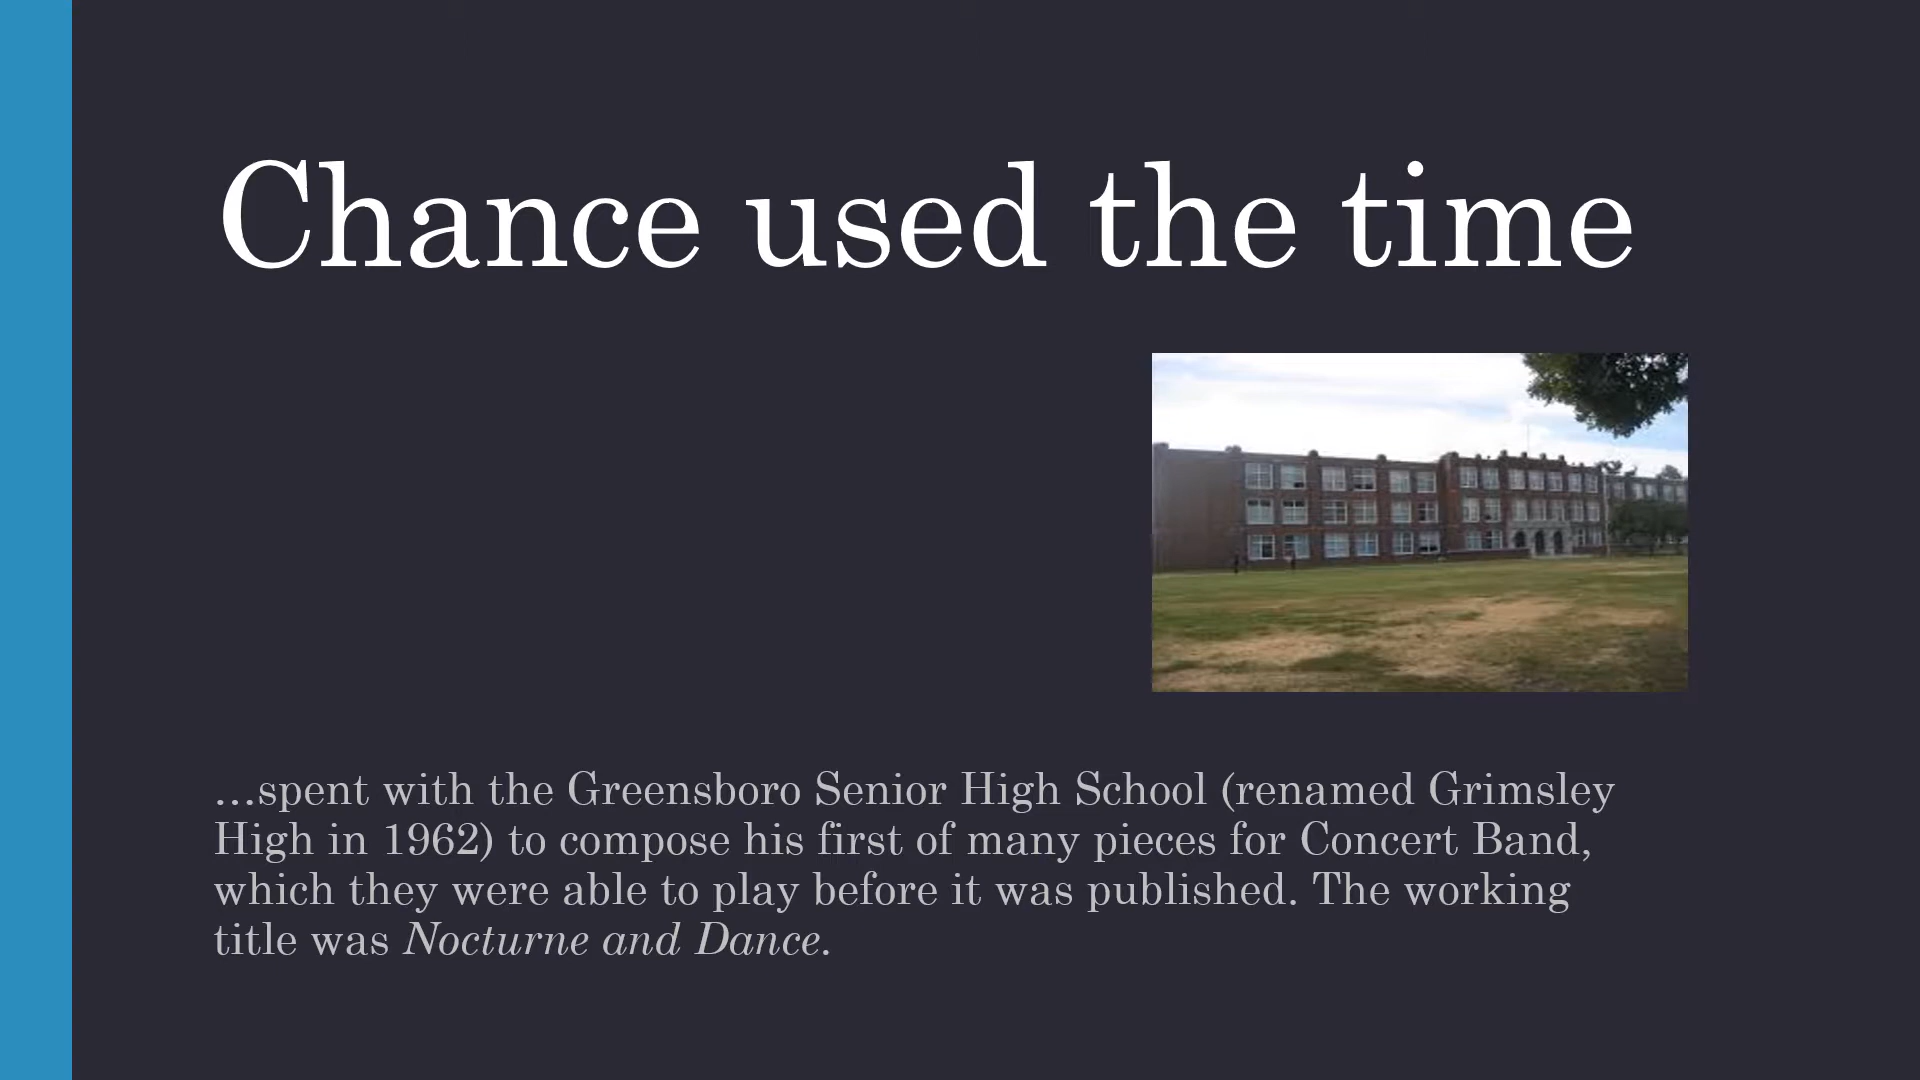 Chance used the time
…spent with the Greensboro Senior High School (renamed Grimsley
High in 1962) to compose his first of many pieces for Concert Band,
which they were able to play before it was published. The working
title was Nocturne and Dance.